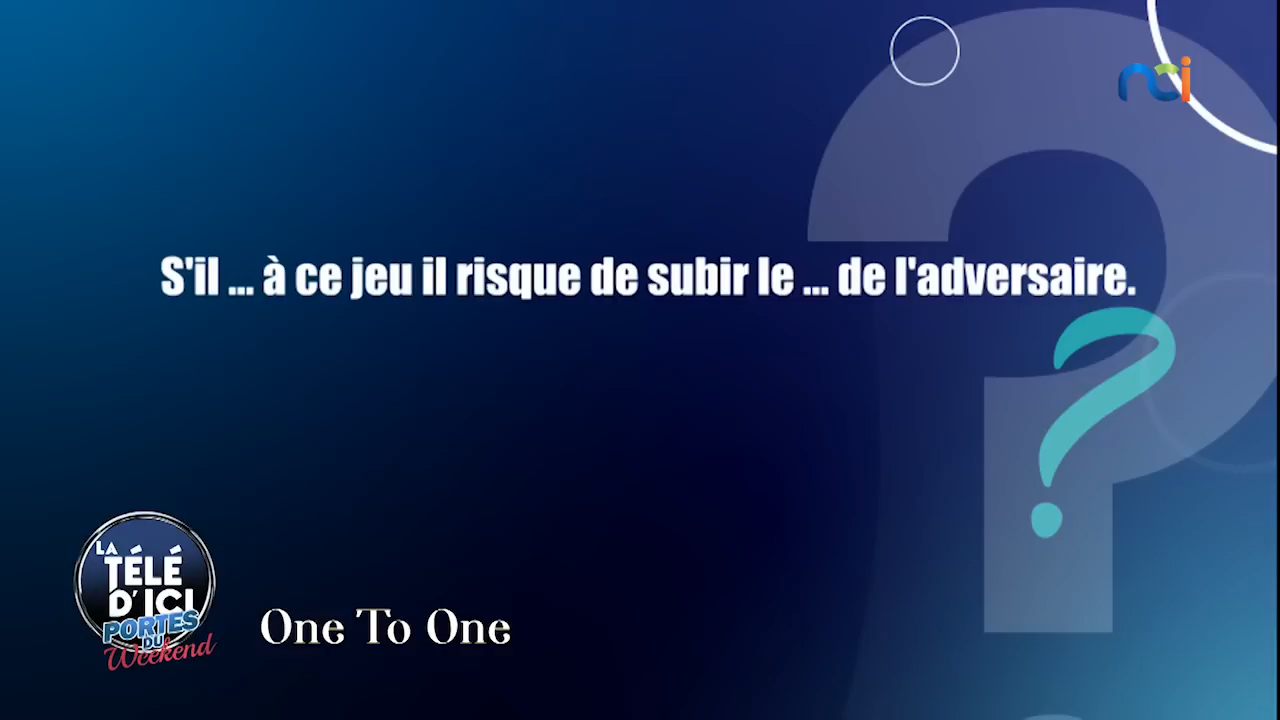 nci
S'il ... à ce jeu il risque de subir le ... de l'adversaire.
LA
TÉLÉ
D'ICI
PORTES
DU
Weekend
One To One